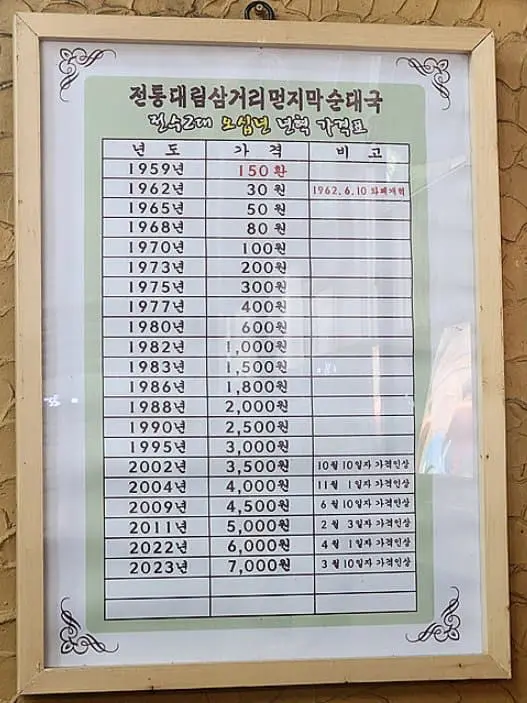 전통대림삼거리먼지막순대국
전수2대 오십년 년혁 가격표
년 도 가 격 비 고
1959년 150환
1962년 30원 1962.6.10 화폐개혁
1965년 50원
1968년 80원
1970년 100원
1973년 200원
1975년 300원
1977년 400원
1980년 600원
1982년 1,000원
1983년 1,500원
1986년 1,800원
1988년 2,000원
1990년 2,500원
1995년 3,000원
2002년 3,500원 10월 10일자 가격인상
2004년 4,000원 11월 1일자 가격인상
2009년 4,500원 6월 10일자 가격인상
2011년 5,000원 2월 3일자 가격인상
2022년 6,000원 4월 1일자 가격인상
2023년 7,000원 3월 10일자 가격인상